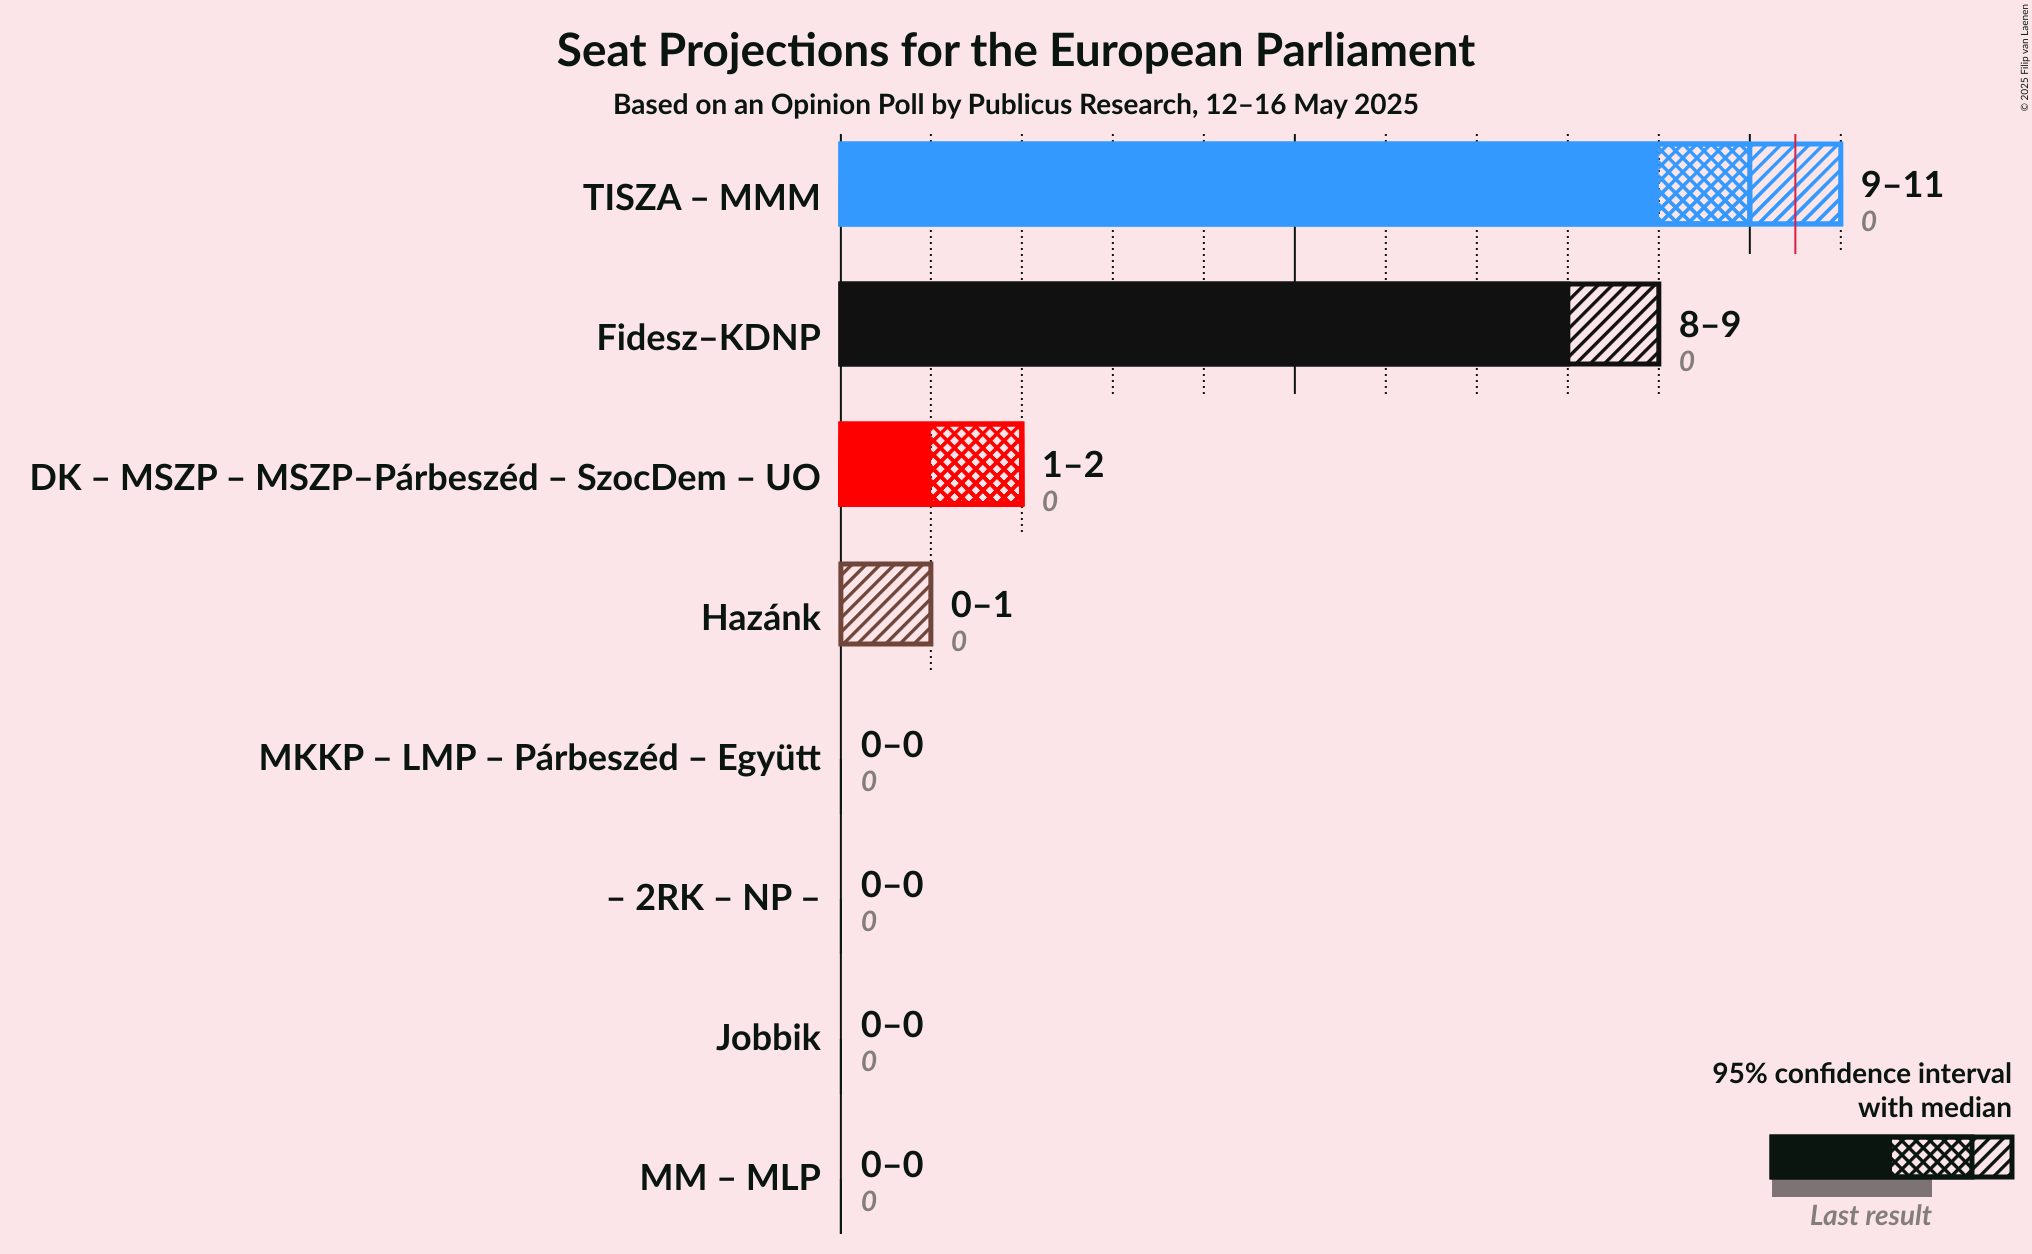 Seat Projections for the European Parliament
Based on an Opinion Poll by Publicus Research, 12–16 May 2025
© 2025 Filip van Laenen
TISZA – MMM
9–11
0
Fidesz–KDNP
8–9
0
DK – MSZP – MSZP–Párbeszéd – SzocDem – UO
1–2
0
Hazánk
0–1
0
MKKP – LMP – Párbeszéd – Együtt
0–0
0
– 2RK – NP –
0–0
0
Jobbik
0–0
0
MM – MLP
0–0
0
95% confidence interval
with median
Last result